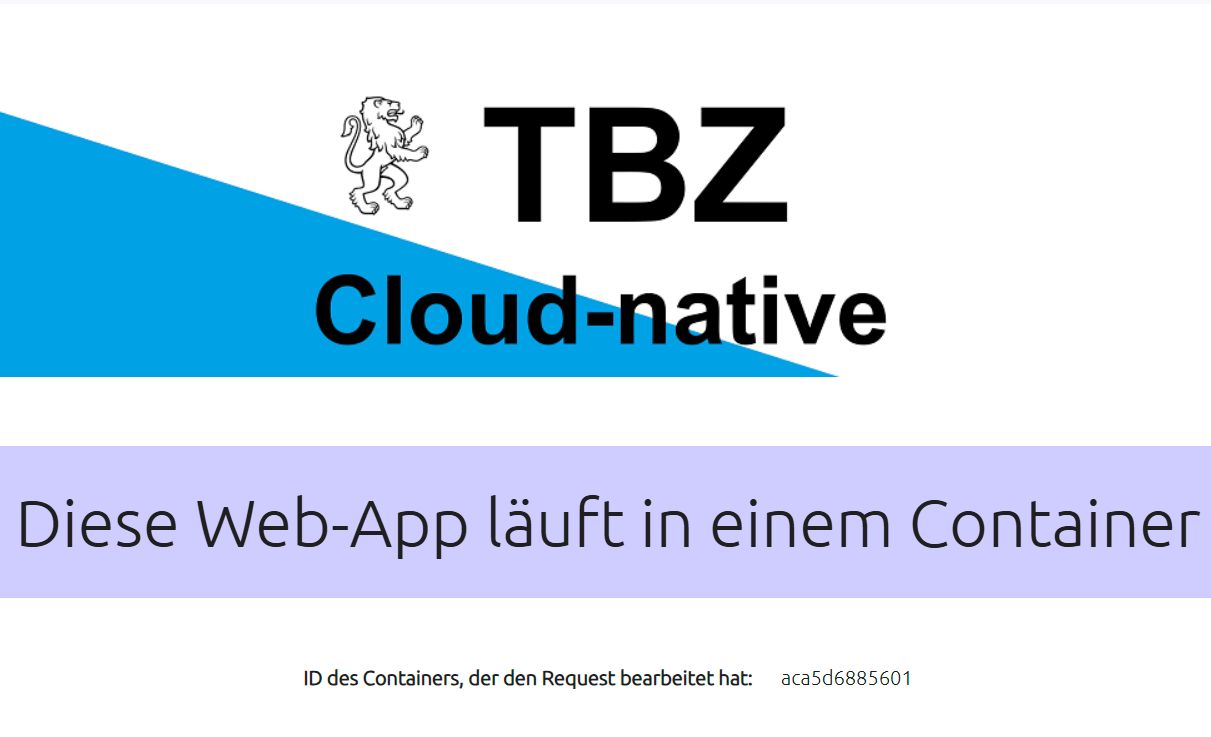 TBZ
Cloud-native
Diese Web-App läuft in einem Container
ID des Containers, der den Request bearbeitet hat: aca5d6885601